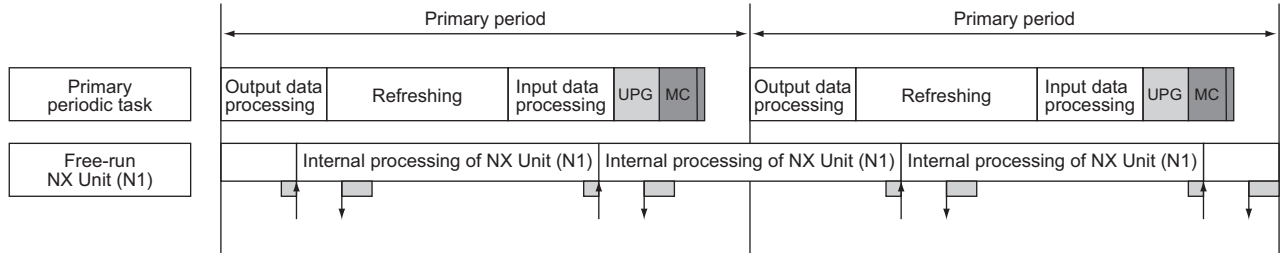 Primary period
Primary period
Primary
periodic task
Output data
processing
Refreshing
Input data
processing
UPG
MC
Output data
processing
Refreshing
Input data
processing
UPG
MC
Free-run
NX Unit (N1)
Internal processing of NX Unit (N1)
Internal processing of NX Unit (N1)
Internal processing of NX Unit (N1)